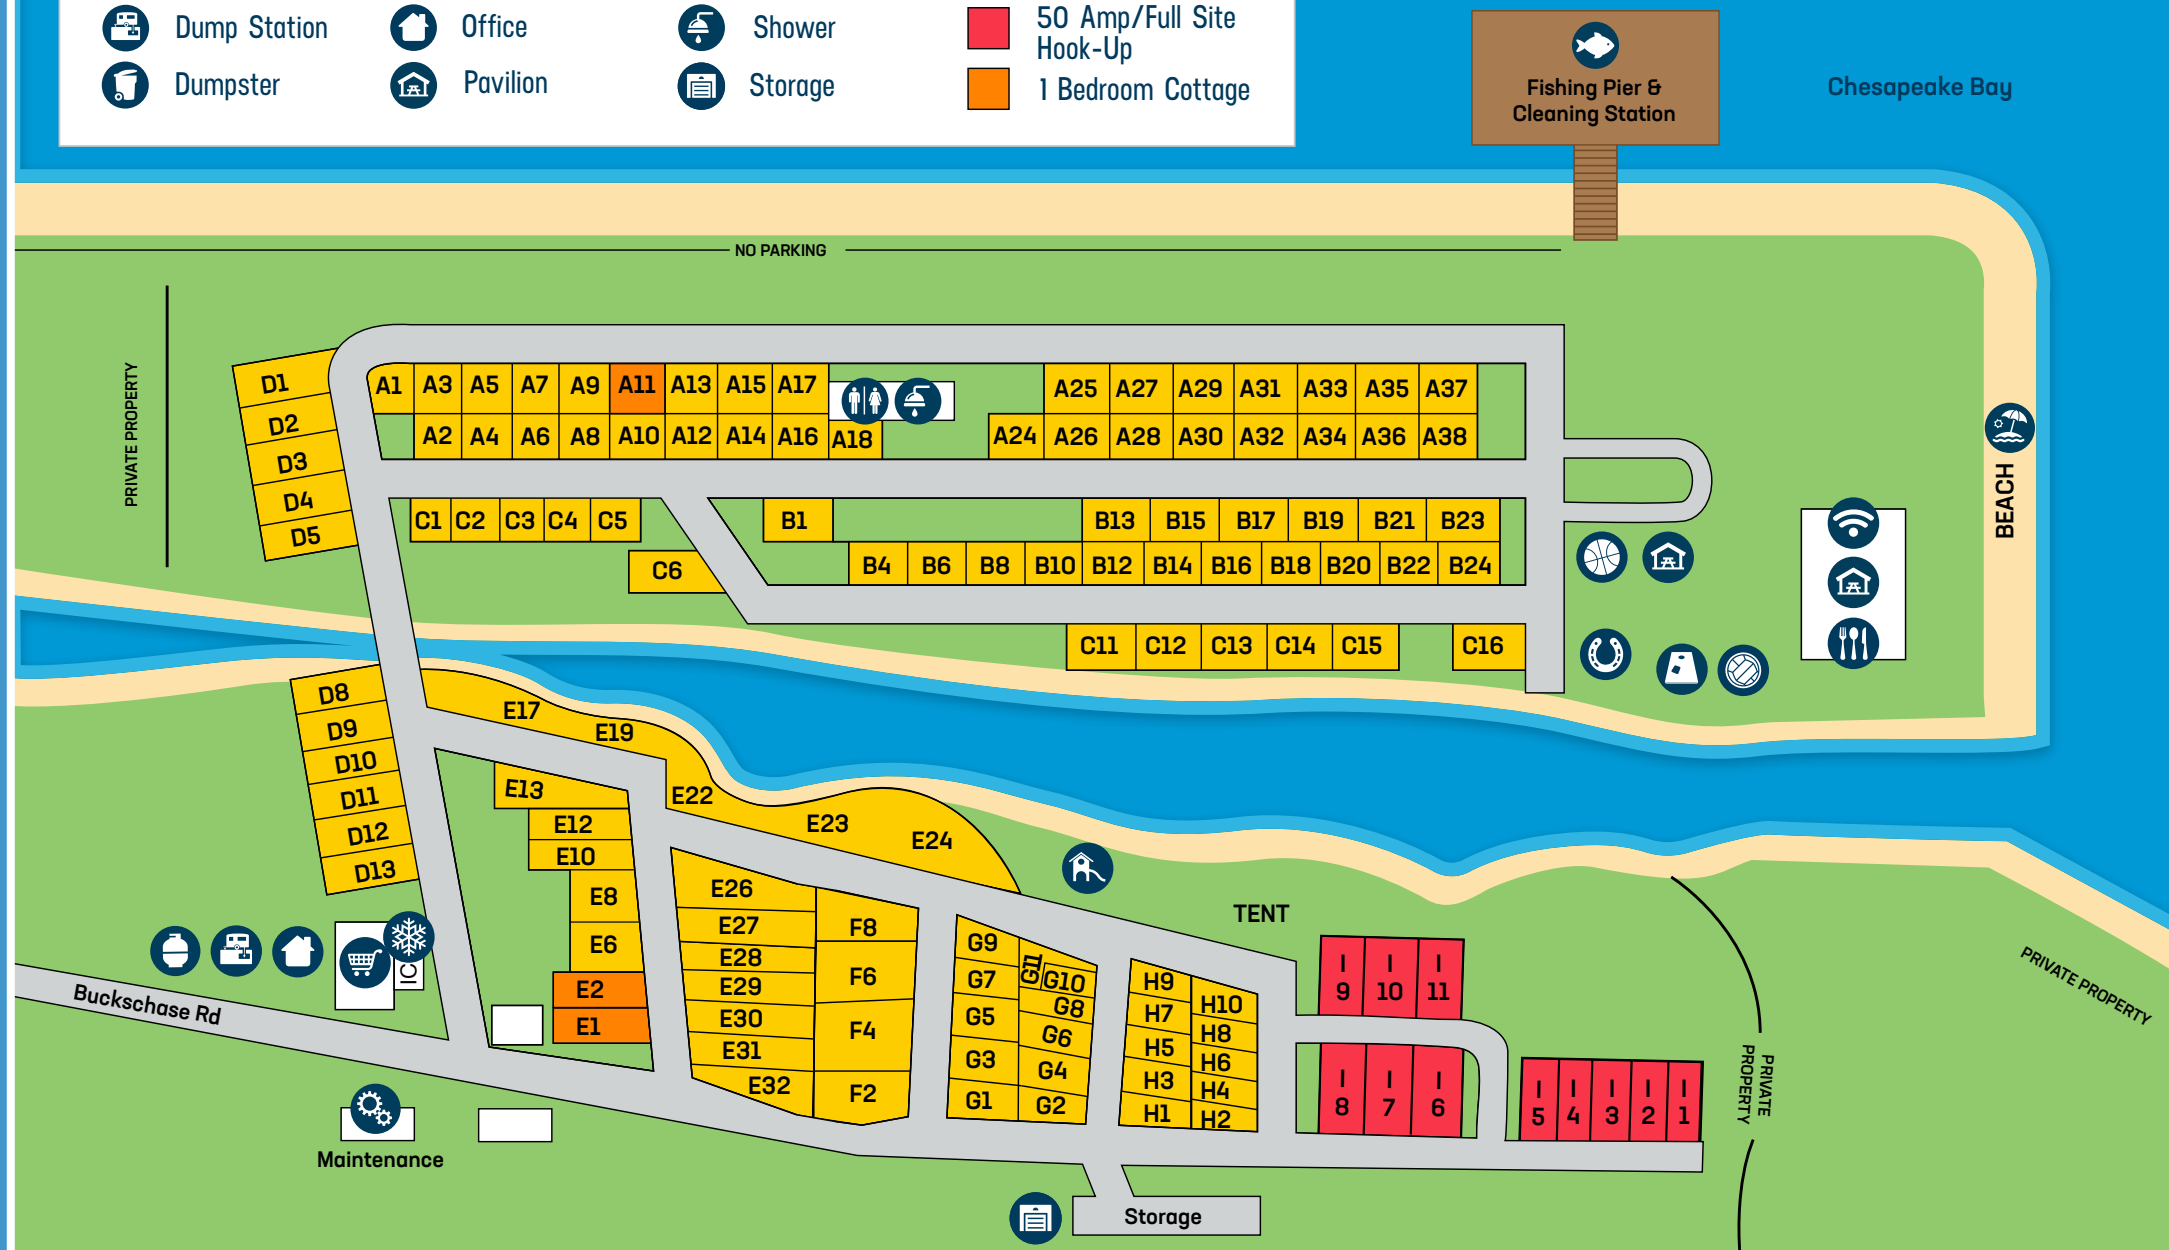 Dump Station
Office
Shower
50 Amp/Full Site
Hook-Up
Dumpster
Pavilion
Storage
1 Bedroom Cottage
Fishing Pier &
Cleaning Station
Chesapeake Bay
NO PARKING
PRIVATE PROPERTY
D1
D2
D3
D4
D5
A1 A3 A5 A7 A9 A11 A13 A15 A17
A25 A27 A29 A31 A33 A35 A37
A2 A4 A6 A8 A10 A12 A14 A16 A18
A24 A26 A28 A30 A32 A34 A36 A38
BEACH
C1 C2 C3 C4 C5
B1
B13 B15 B17 B19 B21 B23
C6
B4 B6 B8 B10 B12 B14 B16 B18 B20 B22 B24
C11 C12 C13 C14 C15 C16
D8
D9
D10
D11
D12
D13
E17
E19
E22
E23
E24
E13
E12
E10
E8
E6
E2
E1
E26
E27
E28
E29
E30
E31
E32
F8
F6
F4
F2
G9
G7
G5
G3
G1
G11
G10
G8
G6
G4
G2
H9
H7
H5
H3
H1
H10
H8
H6
H4
H2
TENT
I 9
I 10
I 11
I 8
I 7
I 6
I 5
I 4
I 3
I 2
I 1
PRIVATE
PROPERTY
PRIVATE PROPERTY
IC
Buckschase Rd
Maintenance
Storage